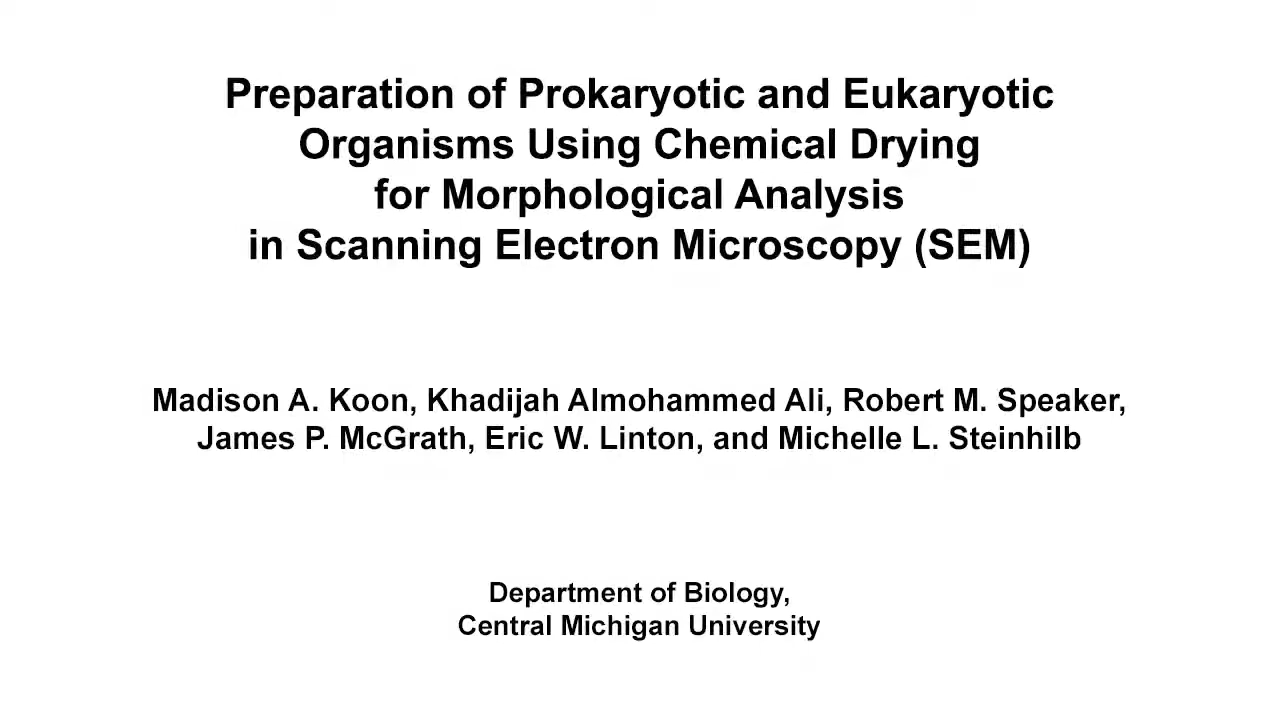 Preparation of Prokaryotic and Eukaryotic
Organisms Using Chemical Drying
for Morphological Analysis
in Scanning Electron Microscopy (SEM)
Madison A. Koon, Khadijah Almohammed Ali, Robert M. Speaker,
James P. McGrath, Eric W. Linton, and Michelle L. Steinhilb
Department of Biology,
Central Michigan University